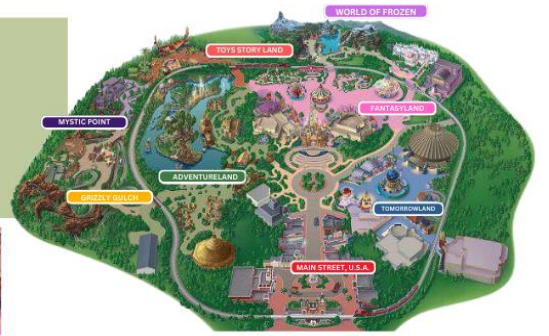 WORLD OF FROZEN
TOYS STORY LAND
FANTASYLAND
MYSTIC POINT
ADVENTURELAND
GRIZZLY GULCH
TOMORROWLAND
MAIN STREET, U.S.A.